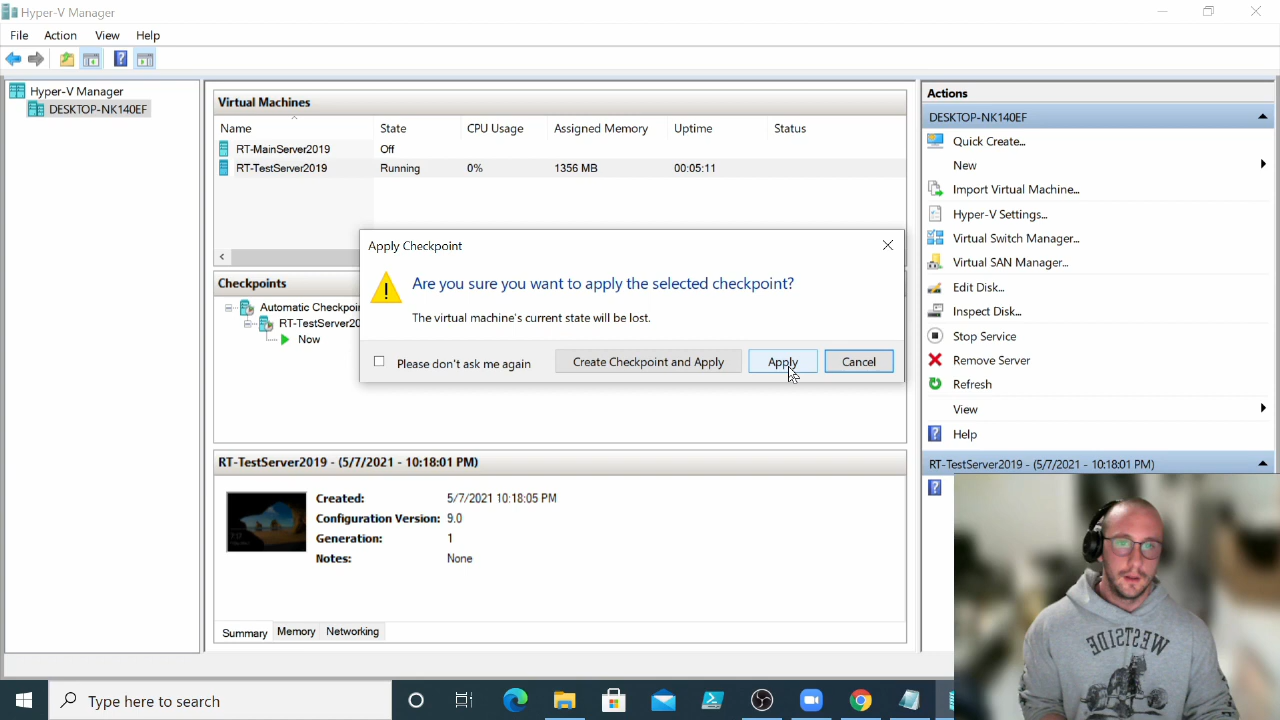 Hyper-V Manager
File Action View Help
Hyper-V Manager
DESKTOP-NK140EF
Virtual Machines
Name State CPU Usage Assigned Memory Uptime Status
RT-MainServer2019 Off
RT-TestServer2019 Running 0% 1356 MB 00:05:11
Apply Checkpoint
Are you sure you want to apply the selected checkpoint?
The virtual machine's current state will be lost.
Please don't ask me again Create Checkpoint and Apply Apply Cancel
Checkpoints
Automatic Checkpoi
RT-TestServer20
Now
RT-TestServer2019 - (5/7/2021 - 10:18:01 PM)
Created: 5/7/2021 10:18:05 PM
Configuration Version: 9.0
Generation: 1
Notes: None
Summary Memory Networking
Actions
DESKTOP-NK140EF
Quick Create...
New
Import Virtual Machine...
Hyper-V Settings...
Virtual Switch Manager...
Virtual SAN Manager...
Edit Disk...
Inspect Disk...
Stop Service
Remove Server
Refresh
View
Help
RT-TestServer2019 - (5/7/2021 - 10:18:01 PM)
WESTSIDE
Type here to search